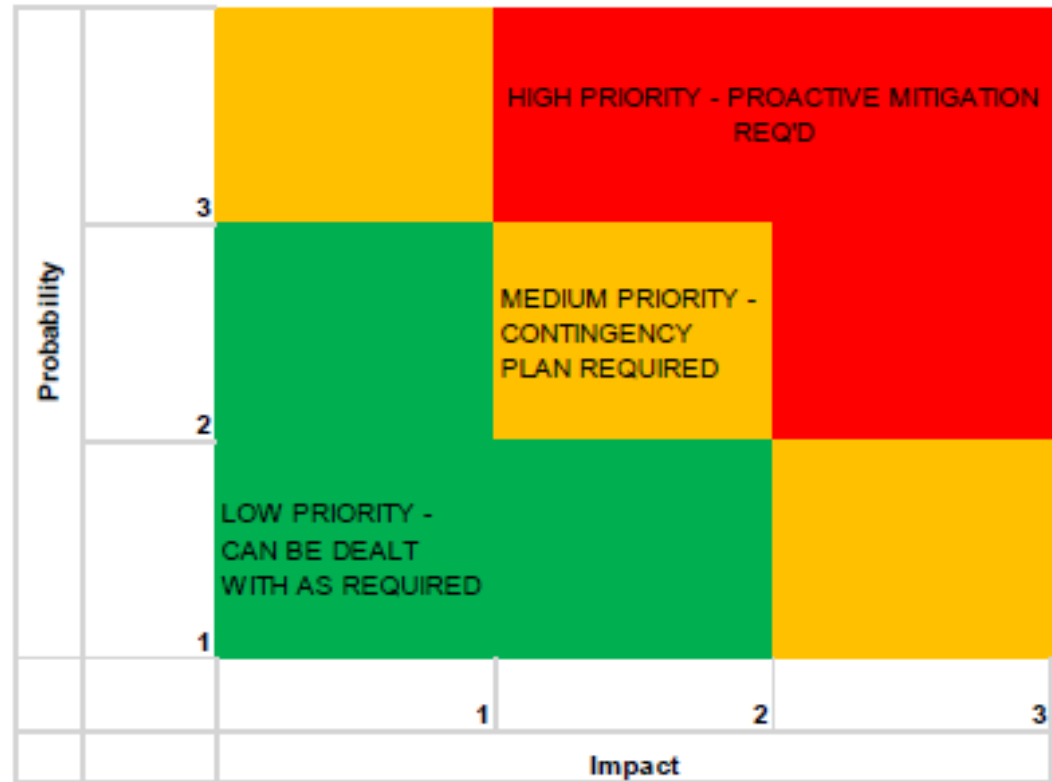 HIGH PRIORITY - PROACTIVE MITIGATION
REQ'D
3
Probability
MEDIUM PRIORITY -
CONTINGENCY
PLAN REQUIRED
2
LOW PRIORITY -
CAN BE DEALT
WITH AS REQUIRED
1
1 2 3
Impact